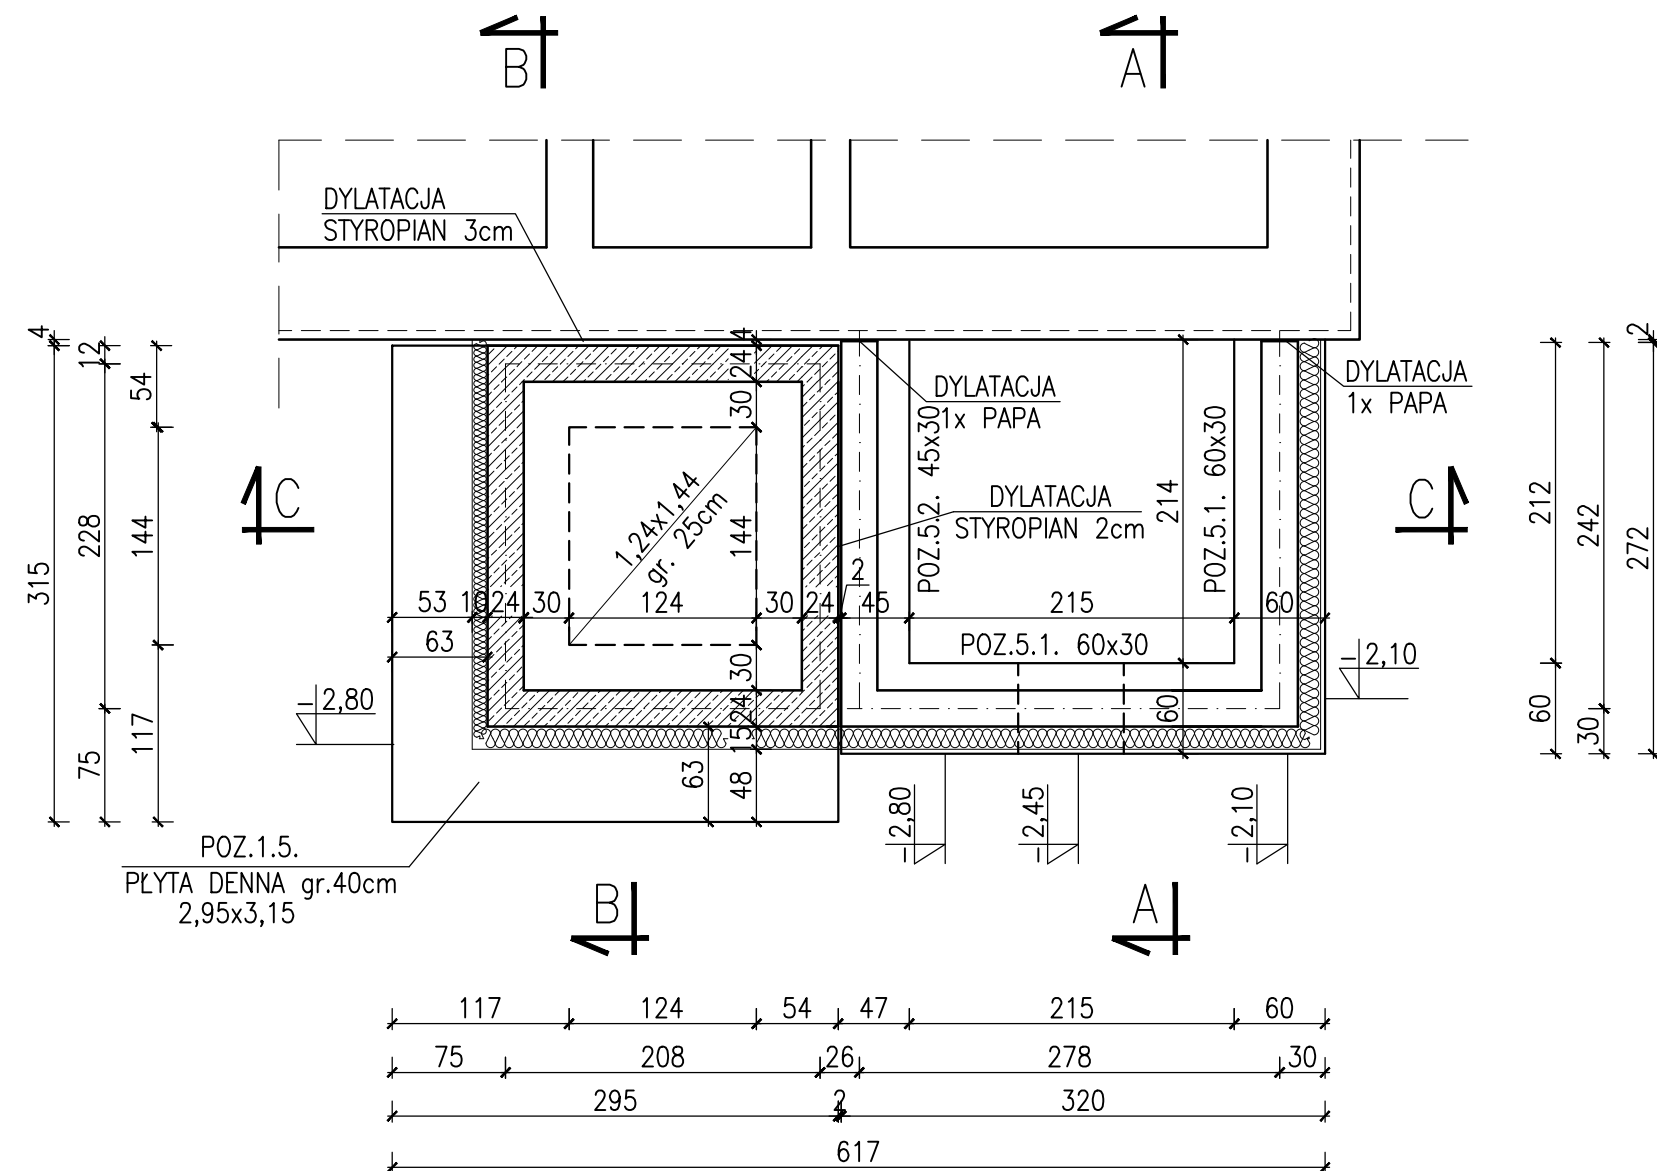 B
A
DYLATACJA
STYROPIAN 3cm
4
12
54
315
228
144
75
117
4
24
30
144
30
24
15
48
63
1,24x1,44
gr. 25cm
DYLATACJA
1x PAPA
DYLATACJA
1x PAPA
DYLATACJA
STYROPIAN 2cm
POZ.5.2. 45x30
POZ.5.1. 60x30
214
60
C
C
2
53
10
24
30
124
30
24
2
45
215
60
63
POZ.5.1. 60x30
-2,80
-2,10
212
242
272
60
30
-2,80
-2,45
-2,10
POZ.1.5.
PŁYTA DENNA gr.40cm
2,95x3,15
B
A
117
124
54
47
215
60
75
208
26
278
30
295
2
320
617